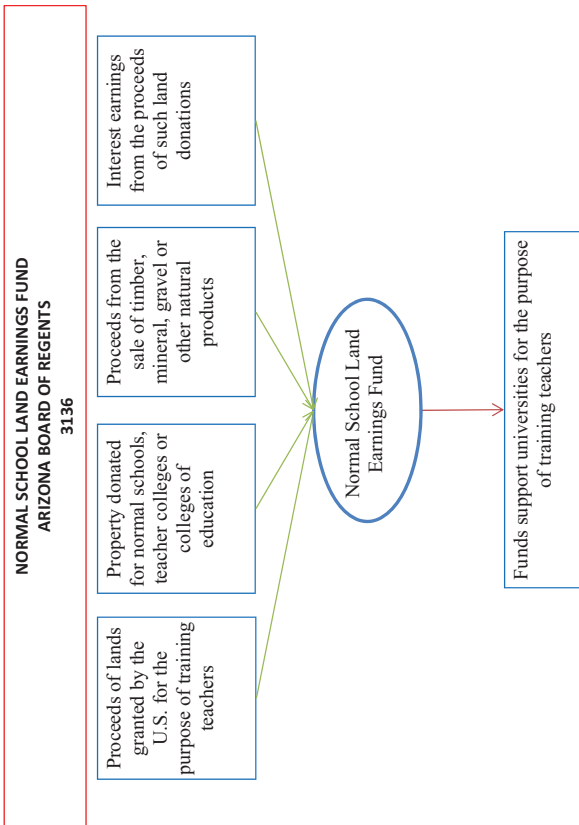 NORMAL SCHOOL LAND EARNINGS FUND
ARIZONA BOARD OF REGENTS
3136
Proceeds of lands
granted by the
U.S. for the
purpose of training
teachers
Property donated
for normal schools,
teacher colleges or
colleges of
education
Proceeds from the
sale of timber,
mineral, gravel or
other natural
products
Interest earnings
from the proceeds
of such land
donations
Normal School Land
Earnings Fund
Funds support universities for the purpose
of training teachers